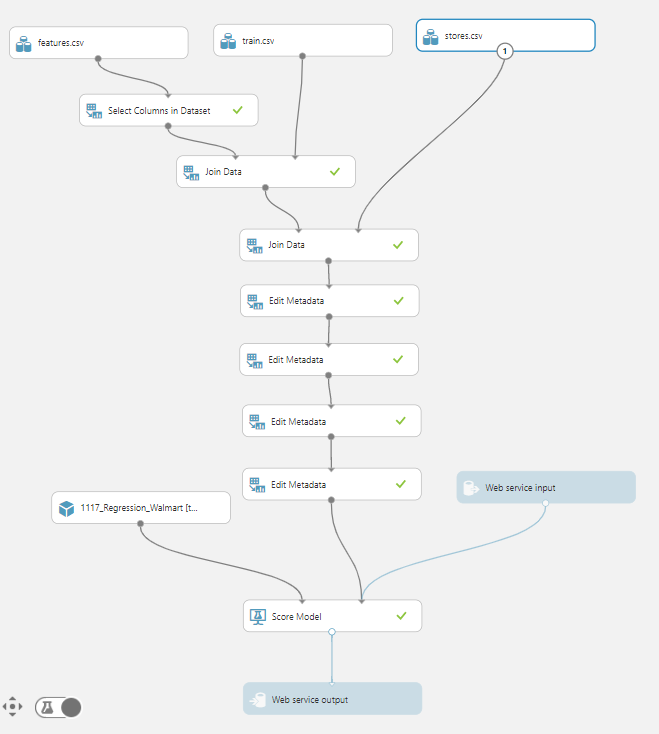 features.csv
train.csv
stores.csv
1
Select Columns in Dataset
Join Data
Join Data
Edit Metadata
Edit Metadata
Edit Metadata
Edit Metadata
Web service input
1117_Regression_Walmart [t...
Score Model
Web service output